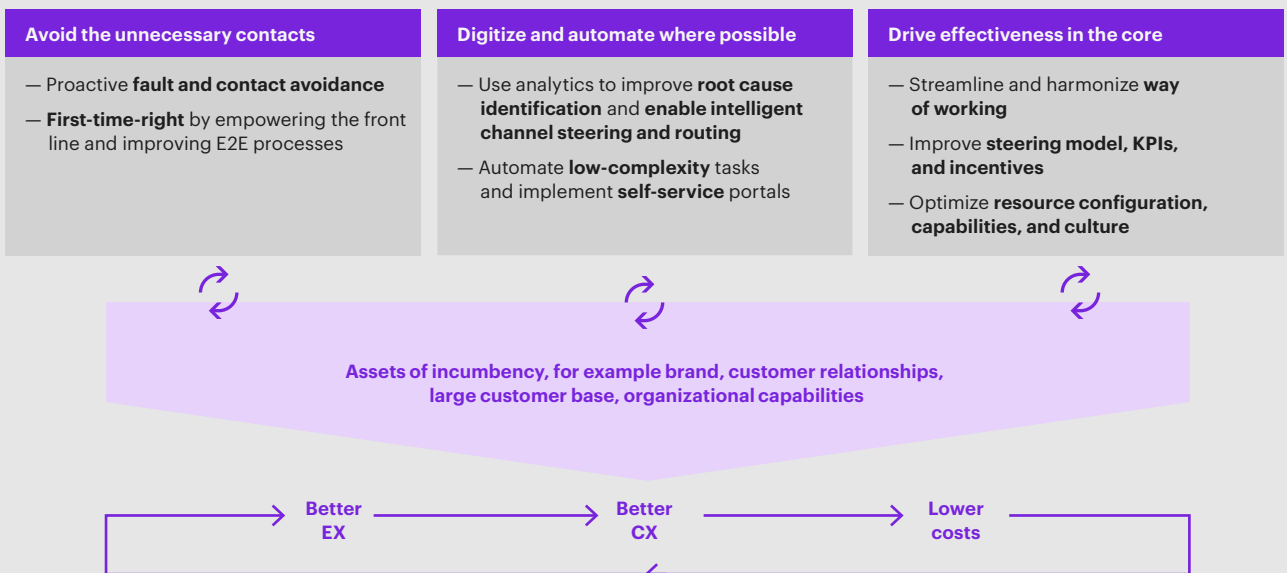 Avoid the unnecessary contacts
— Proactive fault and contact avoidance
— First-time-right by empowering the front
line and improving E2E processes
Digitize and automate where possible
— Use analytics to improve root cause
identification and enable intelligent
channel steering and routing
— Automate low-complexity tasks
and implement self-service portals
Drive effectiveness in the core
— Streamline and harmonize way
of working
— Improve steering model, KPIs,
and incentives
— Optimize resource configuration,
capabilities, and culture
Assets of incumbency, for example brand, customer relationships,
large customer base, organizational capabilities
Better
EX
Better
CX
Lower
costs